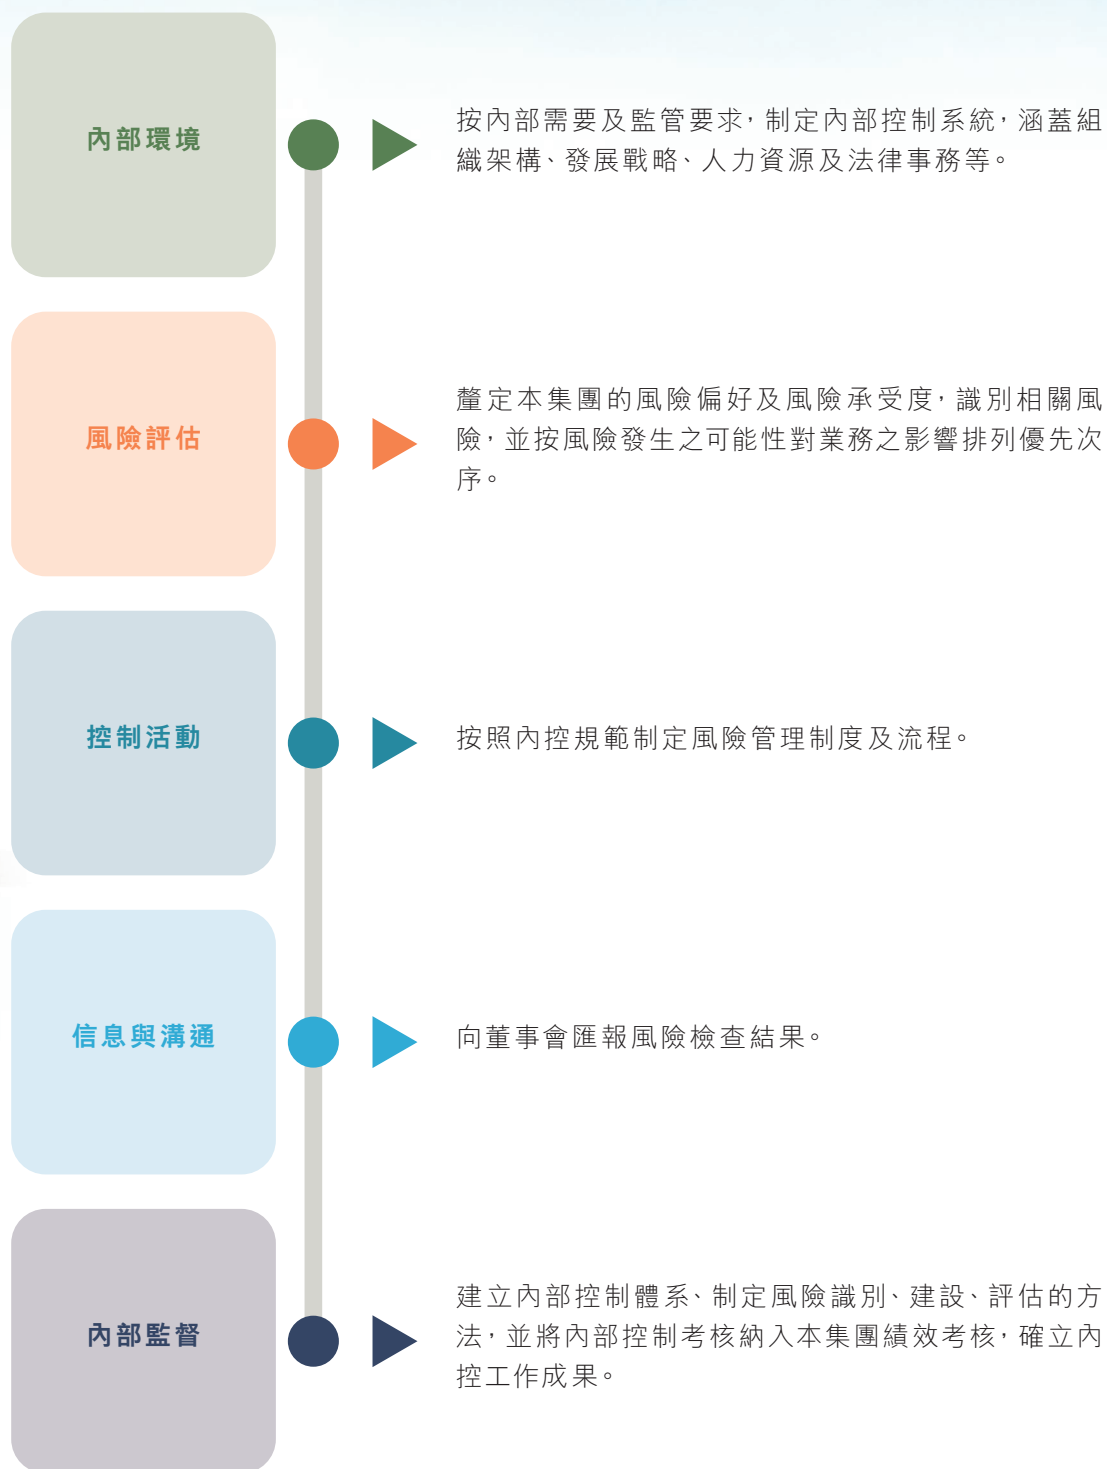 內部環境
按內部需要及監管要求，制定內部控制系統，涵蓋組
織架構、發展戰略、人力資源及法律事務等。
風險評估
釐定本集團的風險偏好及風險承受度，識別相關風
險，並按風險發生之可能性對業務之影響排列優先次
序。
控制活動
按照內控規範制定風險管理制度及流程。
信息與溝通
向董事會匯報風險檢查結果。
內部監督
建立內部控制體系、制定風險識別、建設、評估的方
法，並將內部控制考核納入本集團績效考核，確立內
控工作成果。